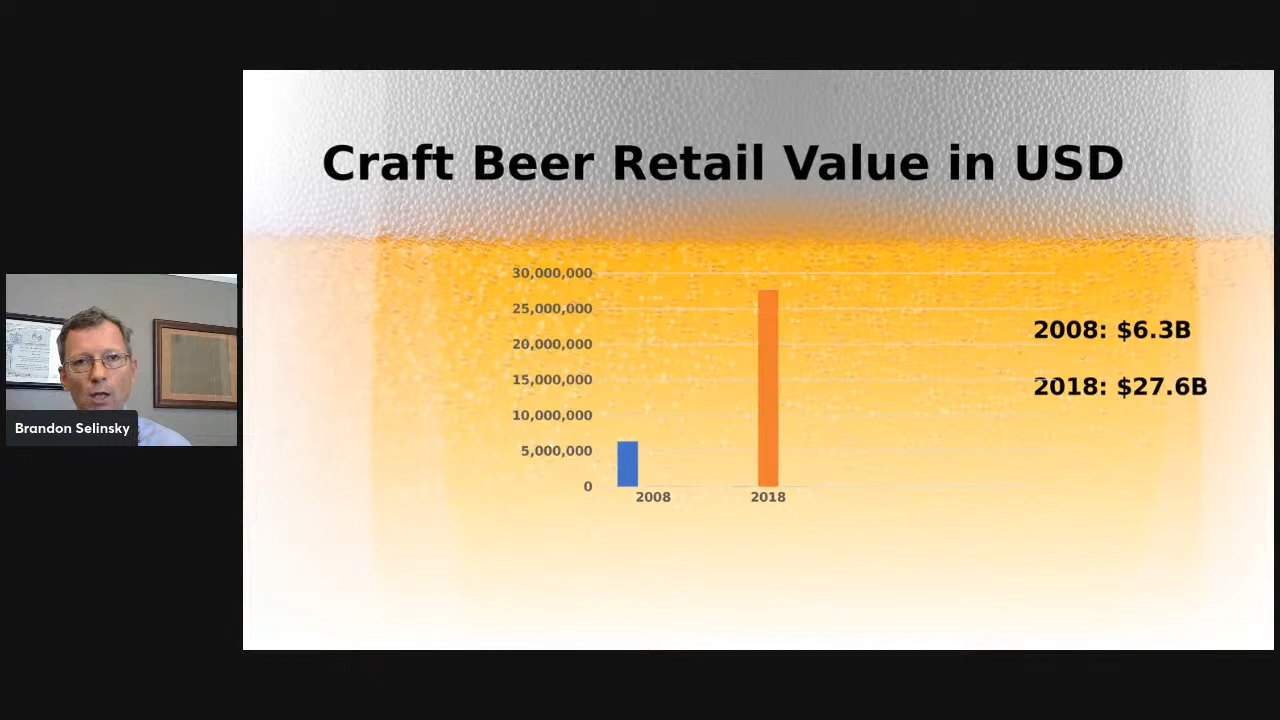 Craft Beer Retail Value in USD
30,000,000
25,000,000
20,000,000
15,000,000
10,000,000
5,000,000
0
2008 2018
2008: $6.3B
2018: $27.6B
Brandon Selinsky